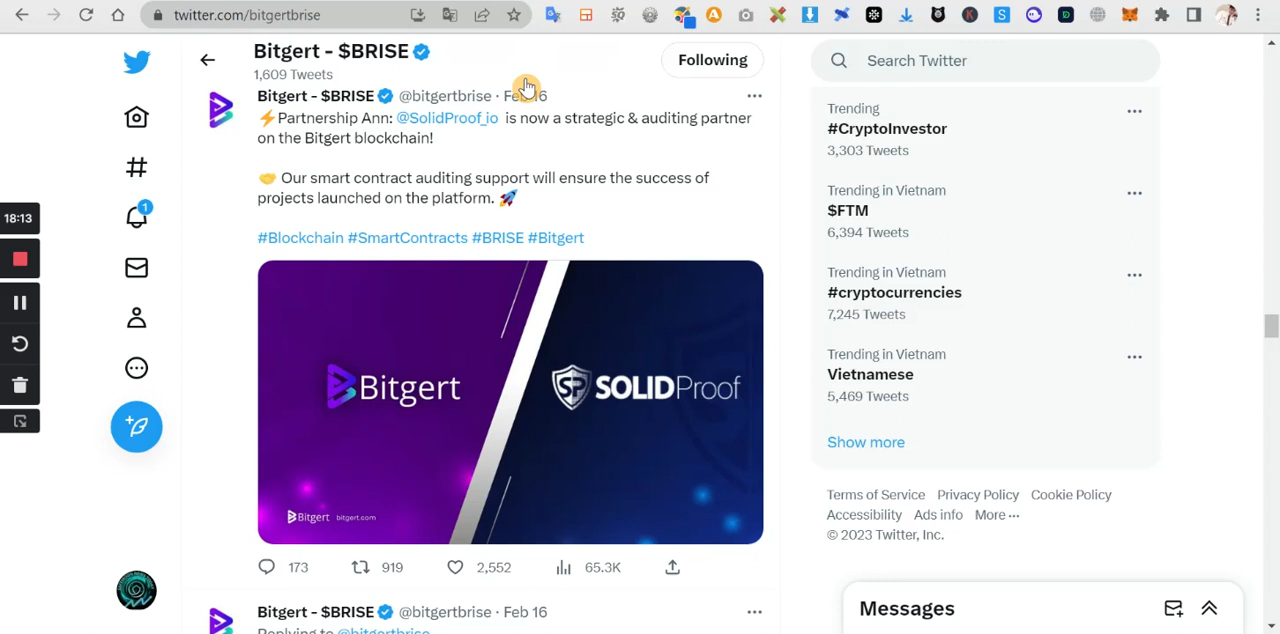 twitter.com/bitgertbrise
Bitgert - $BRISE
1,609 Tweets
Following
Search Twitter
Bitgert - $BRISE @bitgertbrise · Feb 16
⚡Partnership Ann: @SolidProof_io is now a strategic & auditing partner
on the Bitgert blockchain!
🤝 Our smart contract auditing support will ensure the success of
projects launched on the platform. 🚀
#Blockchain #SmartContracts #BRISE #Bitgert
Bitgert
SP SOLIDProof
Bitgert bitgert.com
173 919 2,552 65.3K
Bitgert - $BRISE @bitgertbrise · Feb 16
Replying to @bitgertbrise
18:13
1
Trending
#CryptoInvestor
3,303 Tweets
Trending in Vietnam
$FTM
6,394 Tweets
Trending in Vietnam
#cryptocurrencies
7,245 Tweets
Trending in Vietnam
Vietnamese
5,469 Tweets
Show more
Terms of Service Privacy Policy Cookie Policy
Accessibility Ads info More ···
© 2023 Twitter, Inc.
Messages